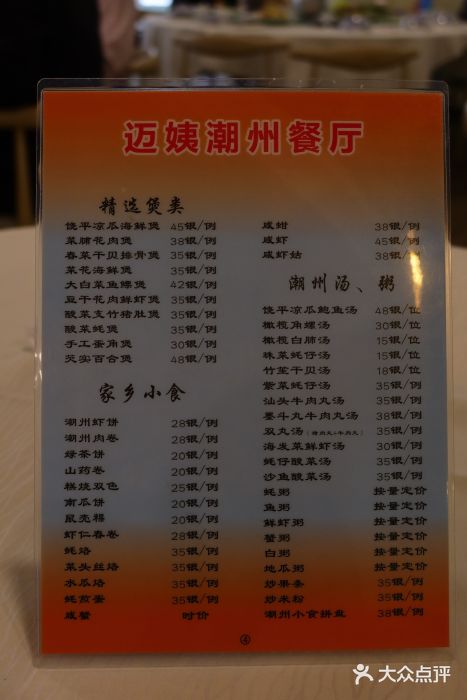 迈姨潮州餐厅
精选煲类
饶平凉瓜海鲜煲 45银/例
菜脯花肉煲 38银/例
春菜干贝排骨煲 35银/例
菜花海鲜煲 35银/例
大白菜鱼鳔煲 42银/例
豆干花肉鲜虾煲 35银/例
酸菜支竹猪肚煲 35银/例
酸菜蚝煲 35银/例
手工蛋角煲 30银/例
芡实百合煲 48银/例
家乡小食
潮州虾饼 28银/例
潮州肉卷 28银/例
绿茶饼 20银/例
山药卷 20银/例
糕烧双色 25银/例
南瓜饼 20银/例
鼠壳粿 20银/例
虾仁春卷 28银/例
蚝烙 35银/例
菜头丝烙 35银/例
水瓜烙 35银/例
蚝煎蛋 35银/例
咸蟹 时价
咸蚶 38银/例
咸虾 45银/例
咸虾姑 38银/例
潮州汤、粥
饶平凉瓜鲍鱼汤 48银/位
橄榄角螺汤 30银/位
橄榄白肺汤 15银/位
珠菜蚝仔汤 15银/位
竹笙干贝汤 18银/位
紫菜蚝仔汤 35银/例
汕头牛肉丸汤 35银/例
墨斗丸牛肉丸汤 38银/例
双丸汤(猪肉丸+牛肉丸) 35银/例
海发菜鲜虾汤 30银/例
蚝仔酸菜汤 35银/例
沙鱼酸菜汤 35银/例
蚝粥 按量定价
鱼粥 按量定价
鲜虾粥 按量定价
蟹粥 按量定价
白粥 按量定价
地瓜粥 按量定价
炒果条 35银/例
炒米粉 35银/例
潮州小食拼盘 38银/例
④
大众点评